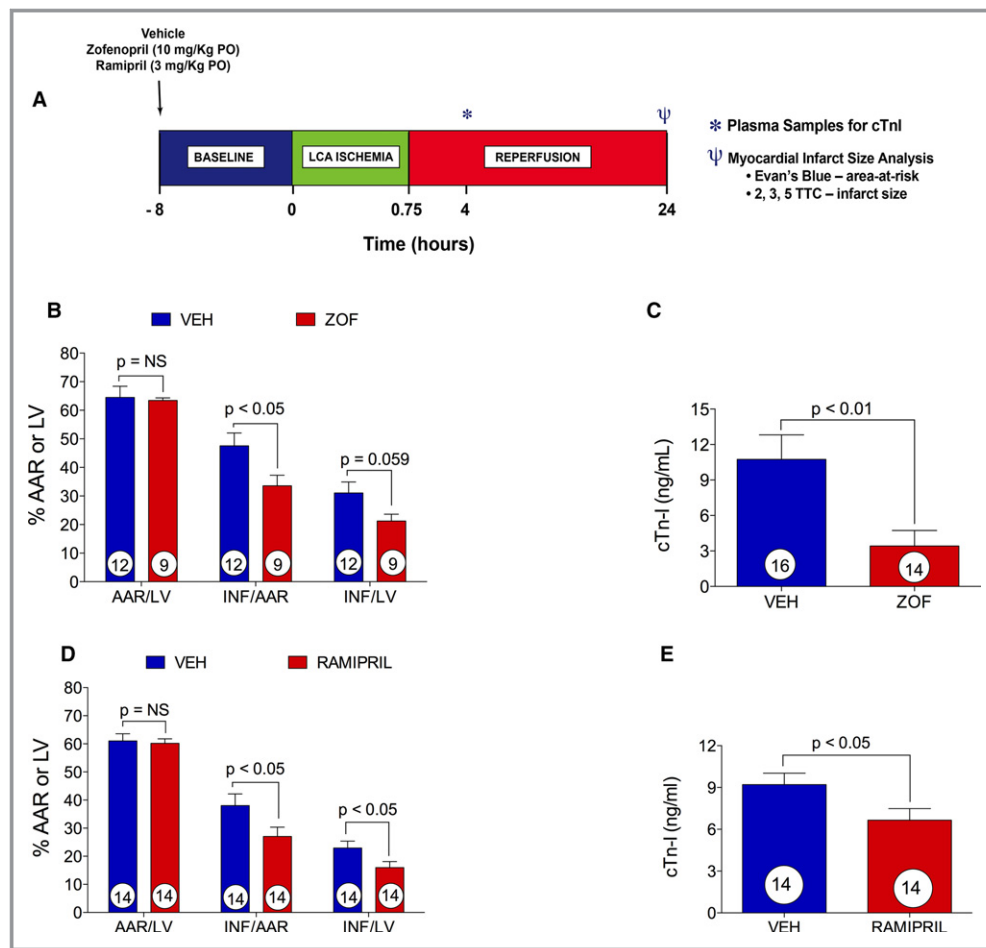 Vehicle
Zofenopril (10 mg/Kg PO)
Ramipril (3 mg/Kg PO)
A
* ψ
BASELINE LCA ISCHEMIA REPERFUSION
- 8 0 0.75 4 24
Time (hours)
* Plasma Samples for cTnI
ψ Myocardial Infarct Size Analysis
• Evan's Blue – area-at-risk
• 2, 3, 5 TTC – infarct size
B
VEH ZOF
% AAR or LV
80
70
60
50
40
30
20
10
0
p = NS
p < 0.05
p = 0.059
12 9 12 9 12 9
AAR/LV INF/AAR INF/LV
C
cTn-I (ng/mL)
15
12
9
6
3
0
p < 0.01
16 14
VEH ZOF
D
VEH RAMIPRIL
% AAR or LV
80
70
60
50
40
30
20
10
0
p = NS
p < 0.05
p < 0.05
14 14 14 14 14 14
AAR/LV INF/AAR INF/LV
E
cTn-I (ng/ml)
12
9
6
3
0
p < 0.05
14 14
VEH RAMIPRIL